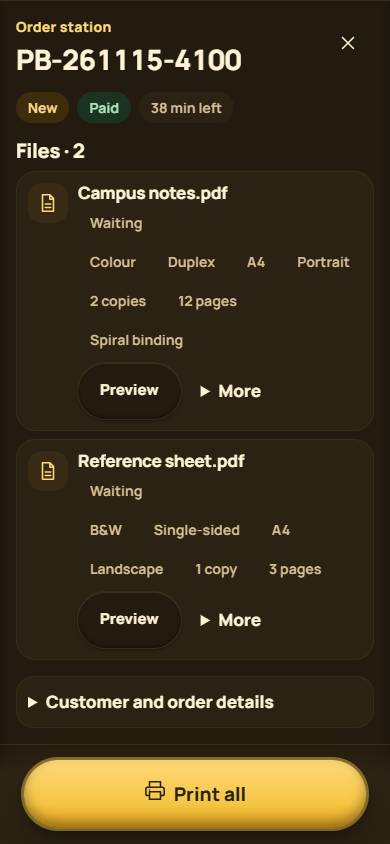 Order station
PB-261115-4100
New Paid 38 min left
Files · 2
Campus notes.pdf
Waiting
Colour Duplex A4 Portrait
2 copies 12 pages
Spiral binding
Preview More
Reference sheet.pdf
Waiting
B&W Single-sided A4
Landscape 1 copy 3 pages
Preview More
Customer and order details
Print all